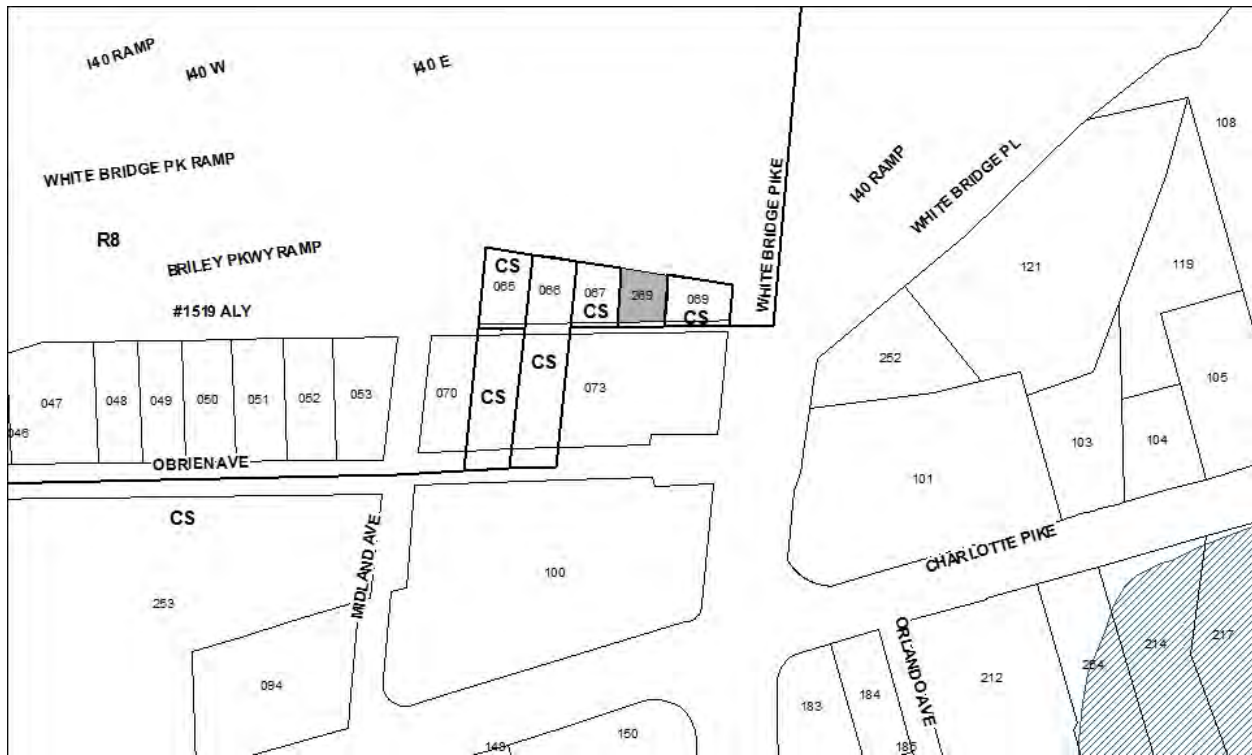 I40 RAMP
I40 W
I40 E
108
WHITE BRIDGE PK RAMP
I40 RAMP
WHITE BRIDGE PL
WHITE BRIDGE PIKE
R8
BRILEY PKWY RAMP
CS
065
066
067
269
069
CS
CS
121
119
#1519 ALY
252
105
047
048
049
050
051
052
053
070
CS
CS
073
046
103
104
OBRIEN AVE
101
CS
MIDLAND AVE
100
CHARLOTTE PIKE
253
094
ORLANDO AVE
183
184
212
214
217
150